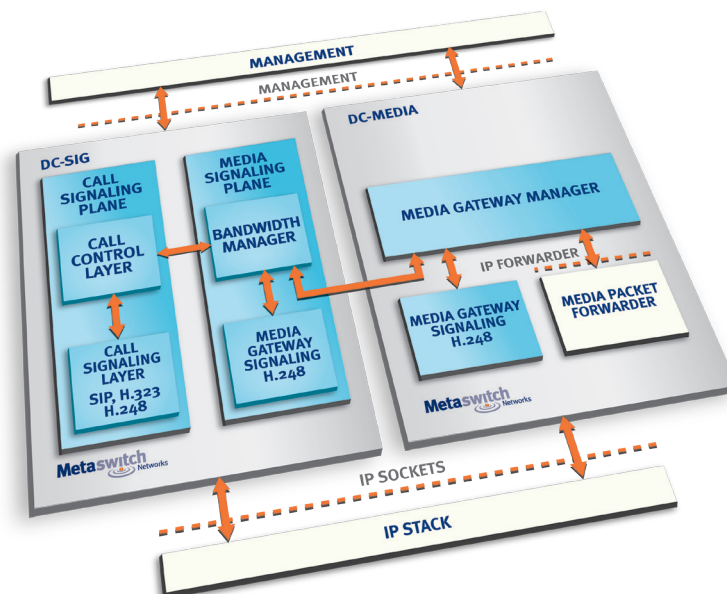 MANAGEMENT
MANAGEMENT
DC-SIG
CALL
SIGNALING
PLANE
CALL
CONTROL
LAYER
CALL
SIGNALING
LAYER
SIP, H.323
H.248
MEDIA
SIGNALING
PLANE
BANDWIDTH
MANAGER
MEDIA
GATEWAY
SIGNALING
H.248
Metaswitch
Networks
DC-MEDIA
MEDIA GATEWAY MANAGER
IP FORWARDER
MEDIA GATEWAY
SIGNALING
H.248
MEDIA PACKET
FORWARDER
Metaswitch
Networks
IP SOCKETS
IP STACK